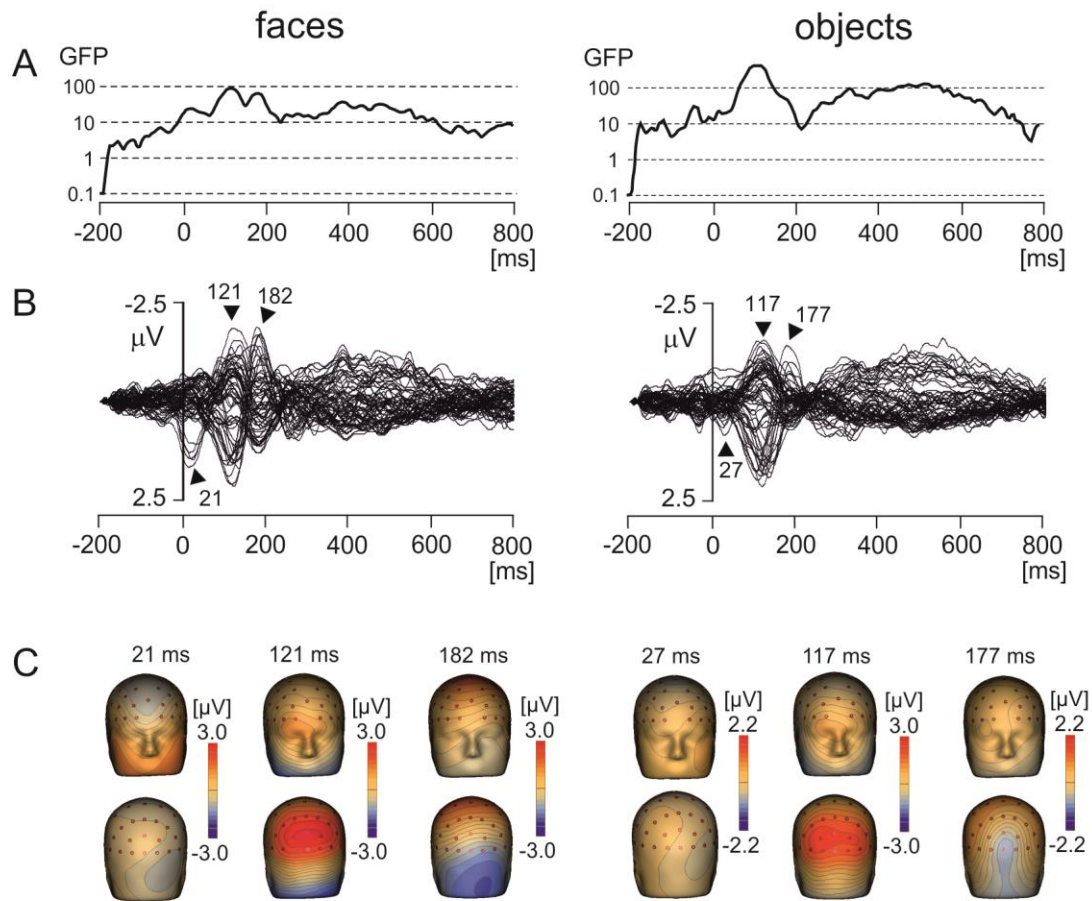 faces objects
A GFP GFP
100 100
10 10
1 1
0.1 0.1
-200 0 200 400 600 800 -200 0 200 400 600 800
[ms] [ms]
B -2.5 121 182 -2.5 117 177
µV µV
21 27
2.5 2.5
-200 0 200 400 600 800 -200 0 200 400 600 800
[ms] [ms]
C 21 ms 121 ms 182 ms 27 ms 117 ms 177 ms
[µV] [µV] [µV] [µV] [µV] [µV]
3.0 3.0 3.0 2.2 3.0 2.2
-3.0 -3.0 -3.0 -2.2 -3.0 -2.2